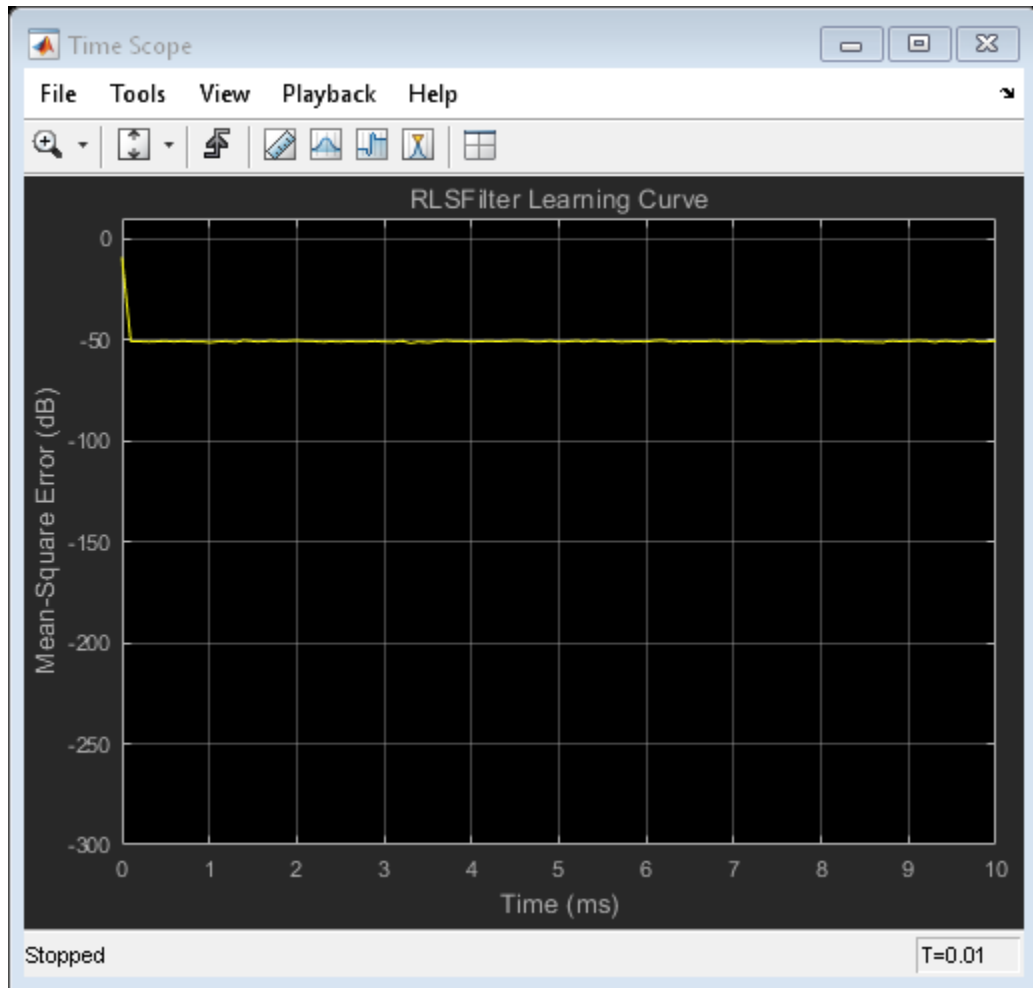 Time Scope
File Tools View Playback Help
RLSFilter Learning Curve
0
-50
-100
-150
-200
-250
-300
Mean-Square Error (dB)
0 1 2 3 4 5 6 7 8 9 10
Time (ms)
Stopped T=0.01